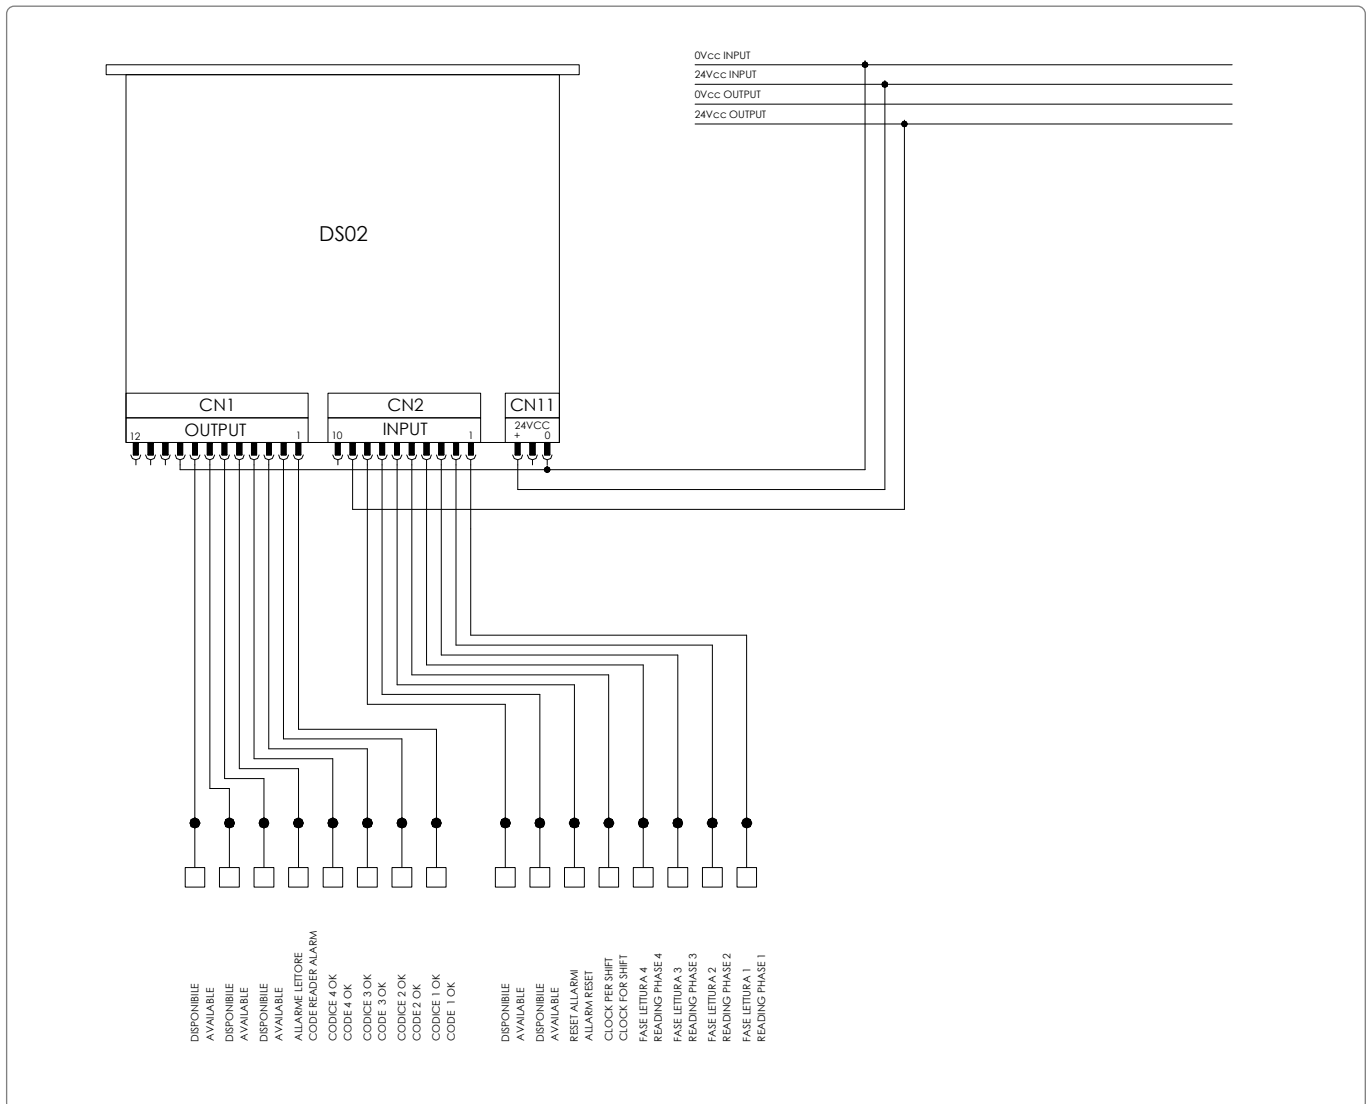 0Vcc INPUT
24Vcc INPUT
0Vcc OUTPUT
24Vcc OUTPUT
DS02
CN1
CN2
CN11
12
OUTPUT
1
10
INPUT
1
24VCC
+
0
DISPONIBILE
AVAILABLE
DISPONIBILE
AVAILABLE
DISPONIBILE
AVAILABLE
ALLARME LETTORE
CODE READER ALARM
CODICE 4 OK
CODE 4 OK
CODICE 3 OK
CODE 3 OK
CODICE 2 OK
CODE 2 OK
CODICE 1 OK
CODE 1 OK
DISPONIBILE
AVAILABLE
DISPONIBILE
AVAILABLE
RESET ALLARMI
ALLARM RESET
CLOCK PER SHIFT
CLOCK FOR SHIFT
FASE LETTURA 4
READING PHASE 4
FASE LETTURA 3
READING PHASE 3
FASE LETTURA 2
READING PHASE 2
FASE LETTURA 1
READING PHASE 1